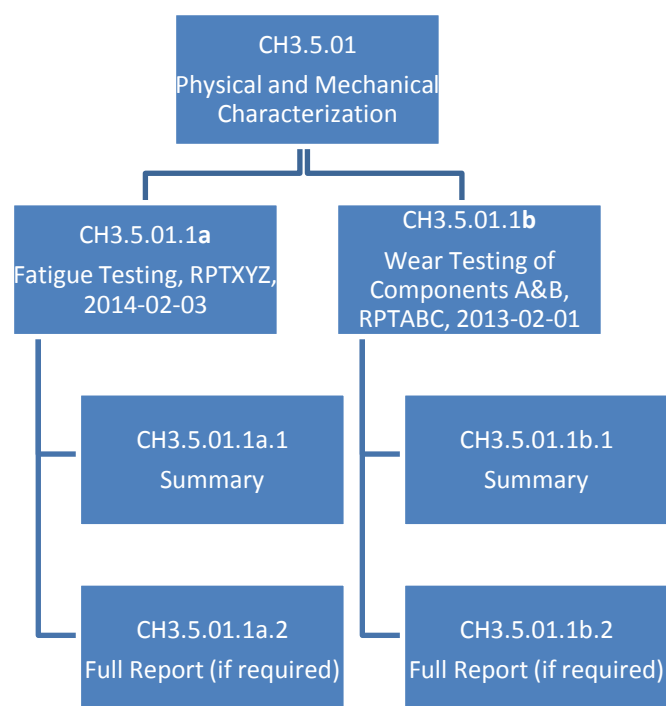 CH3.5.01
Physical and Mechanical
Characterization
CH3.5.01.1a
Fatigue Testing, RPTXYZ,
2014-02-03
CH3.5.01.1b
Wear Testing of
Components A&B,
RPTABC, 2013-02-01
CH3.5.01.1a.1
Summary
CH3.5.01.1b.1
Summary
CH3.5.01.1a.2
Full Report (if required)
CH3.5.01.1b.2
Full Report (if required)